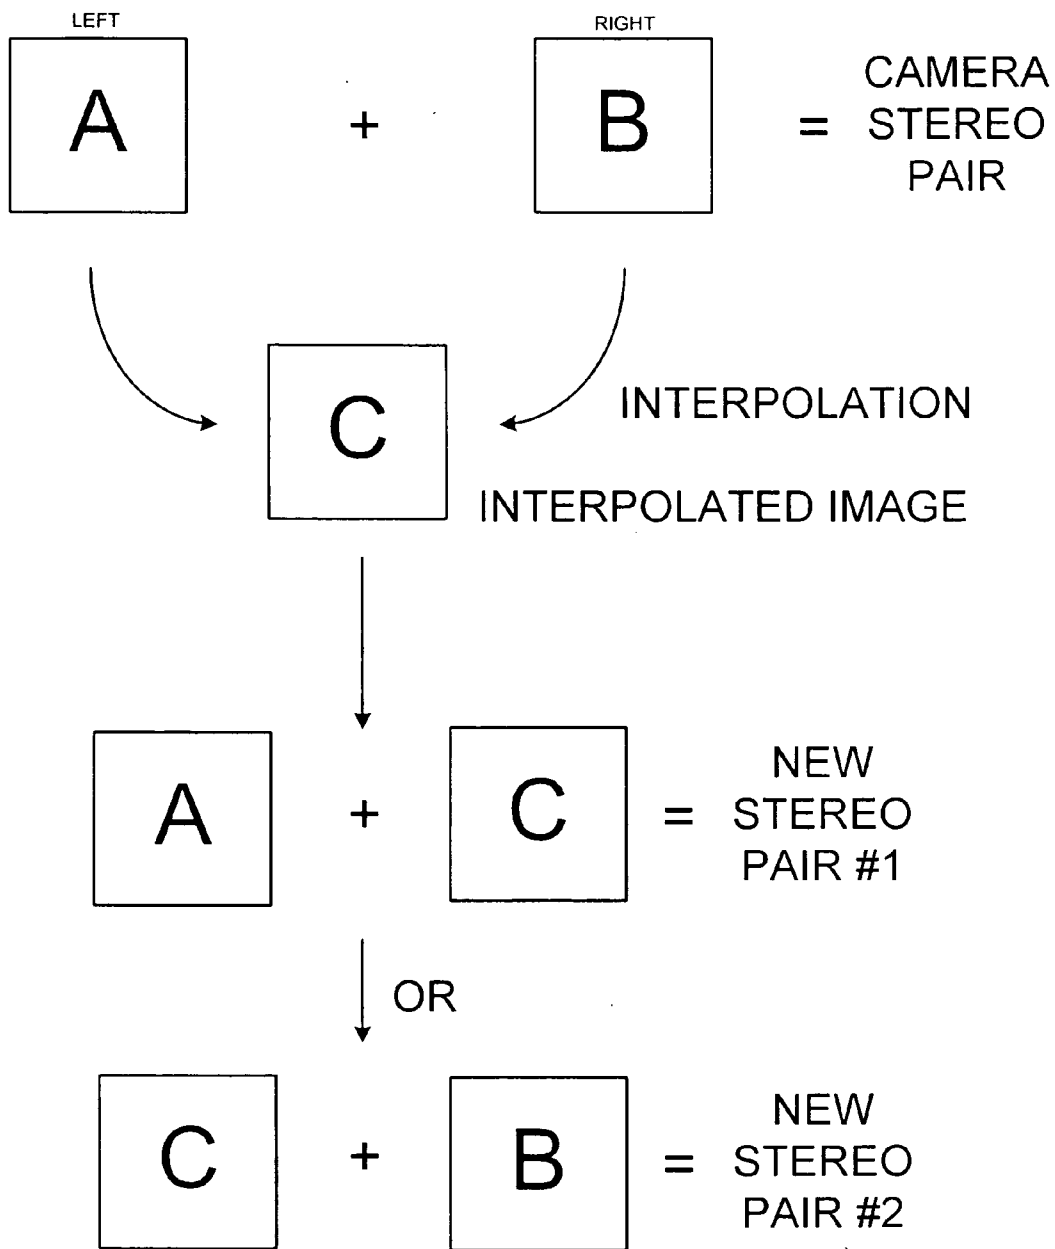 LEFT
RIGHT
A
+
B
=
CAMERA
STEREO
PAIR
C
INTERPOLATION
INTERPOLATED IMAGE
A
+
C
=
NEW
STEREO
PAIR #1
OR
C
+
B
=
NEW
STEREO
PAIR #2